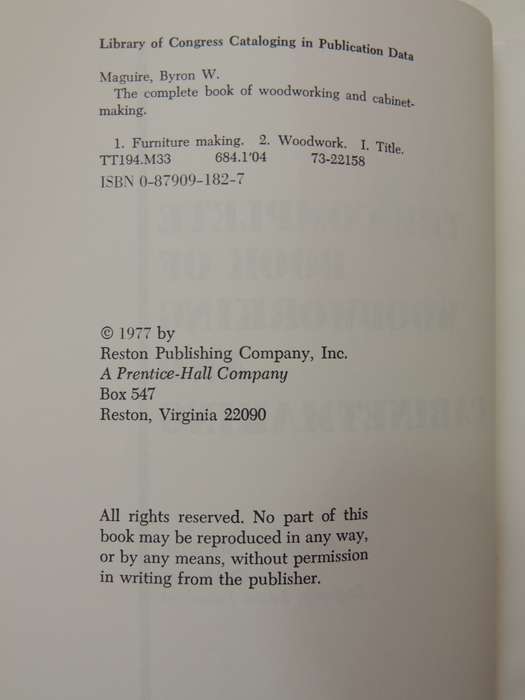 Library of Congress Cataloging in Publication Data
Maguire, Byron W.
The complete book of woodworking and cabinet-
making.
1. Furniture making. 2. Woodwork. I. Title.
TT194.M33 684.1'04 73-22158
ISBN 0-87909-182-7
© 1977 by
Reston Publishing Company, Inc.
A Prentice-Hall Company
Box 547
Reston, Virginia 22090
All rights reserved. No part of this
book may be reproduced in any way,
or by any means, without permission
in writing from the publisher.